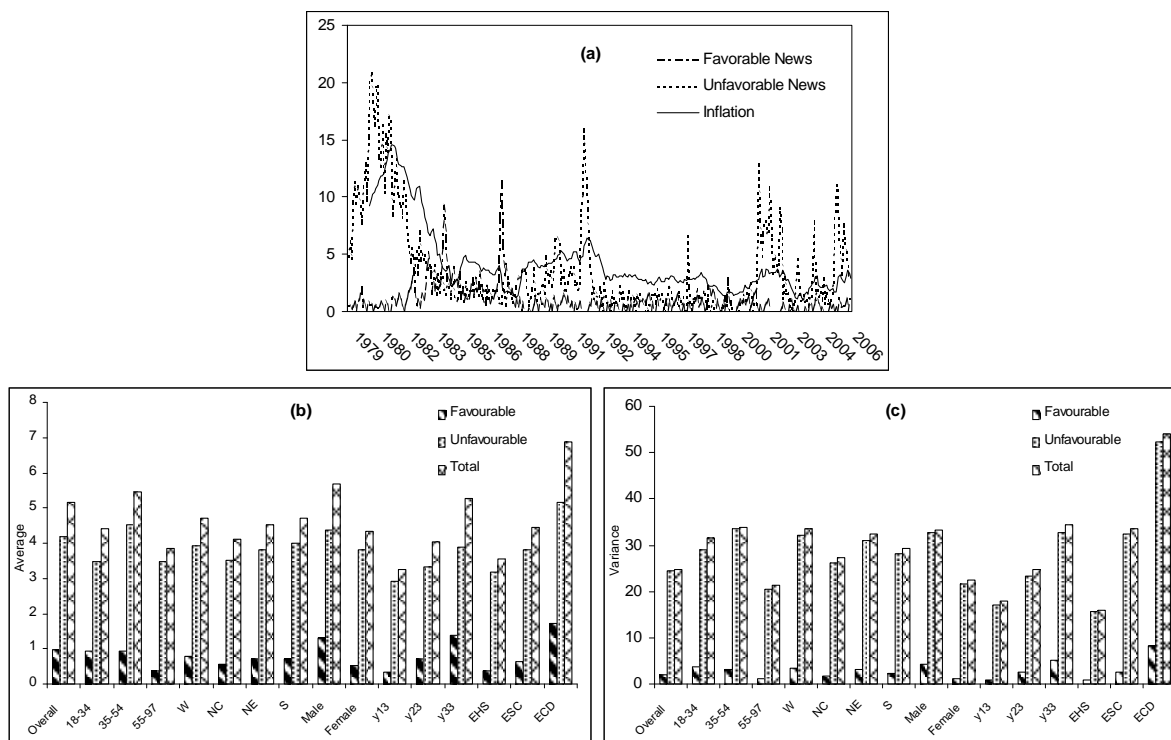 25
20
15
10
5
0
(a)
Favorable News
Unfavorable News
Inflation
1979
1980
1982
1983
1985
1986
1988
1989
1991
1992
1994
1995
1997
1998
2000
2001
2003
2004
2006
(b)
Favourable
Unfavourable
Total
Average
8
7
6
5
4
3
2
1
0
Overall
18-34
35-54
55-97
W
NC
NE
S
Male
Female
y13
y23
y33
EHS
ESC
ECD
(c)
Favourable
Unfavourable
Total
Variance
60
50
40
30
20
10
0
Overall
18-34
35-54
55-97
W
NC
NE
S
Male
Female
y13
y23
y33
EHS
ESC
ECD